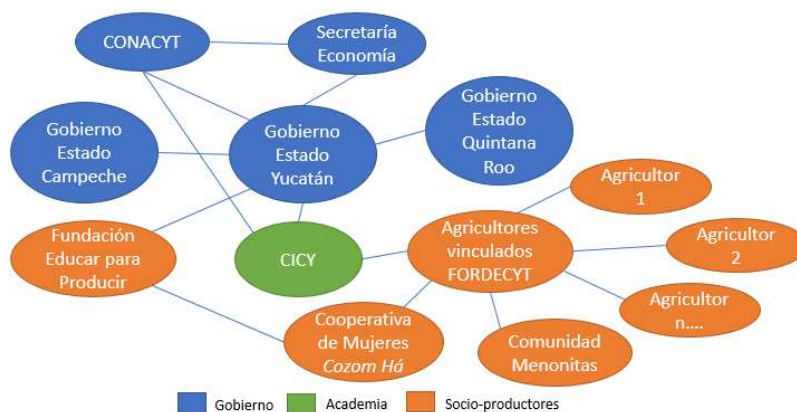 CONACYT
Secretaría
Economía
Gobierno
Estado
Campeche
Gobierno
Estado
Yucatán
Gobierno
Estado
Quintana
Roo
Agricultor
1
Fundación
Educar para
Producir
CICY
Agricultores
vinculados
FORDECYT
Agricultor
2
Agricultor
n....
Cooperativa
de Mujeres
Cozom Há
Comunidad
Menonitas
Gobierno
Academia
Socio-productores